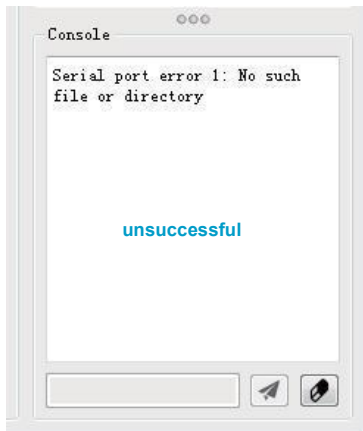 Console
Serial port error 1: No such
file or directory
unsuccessful